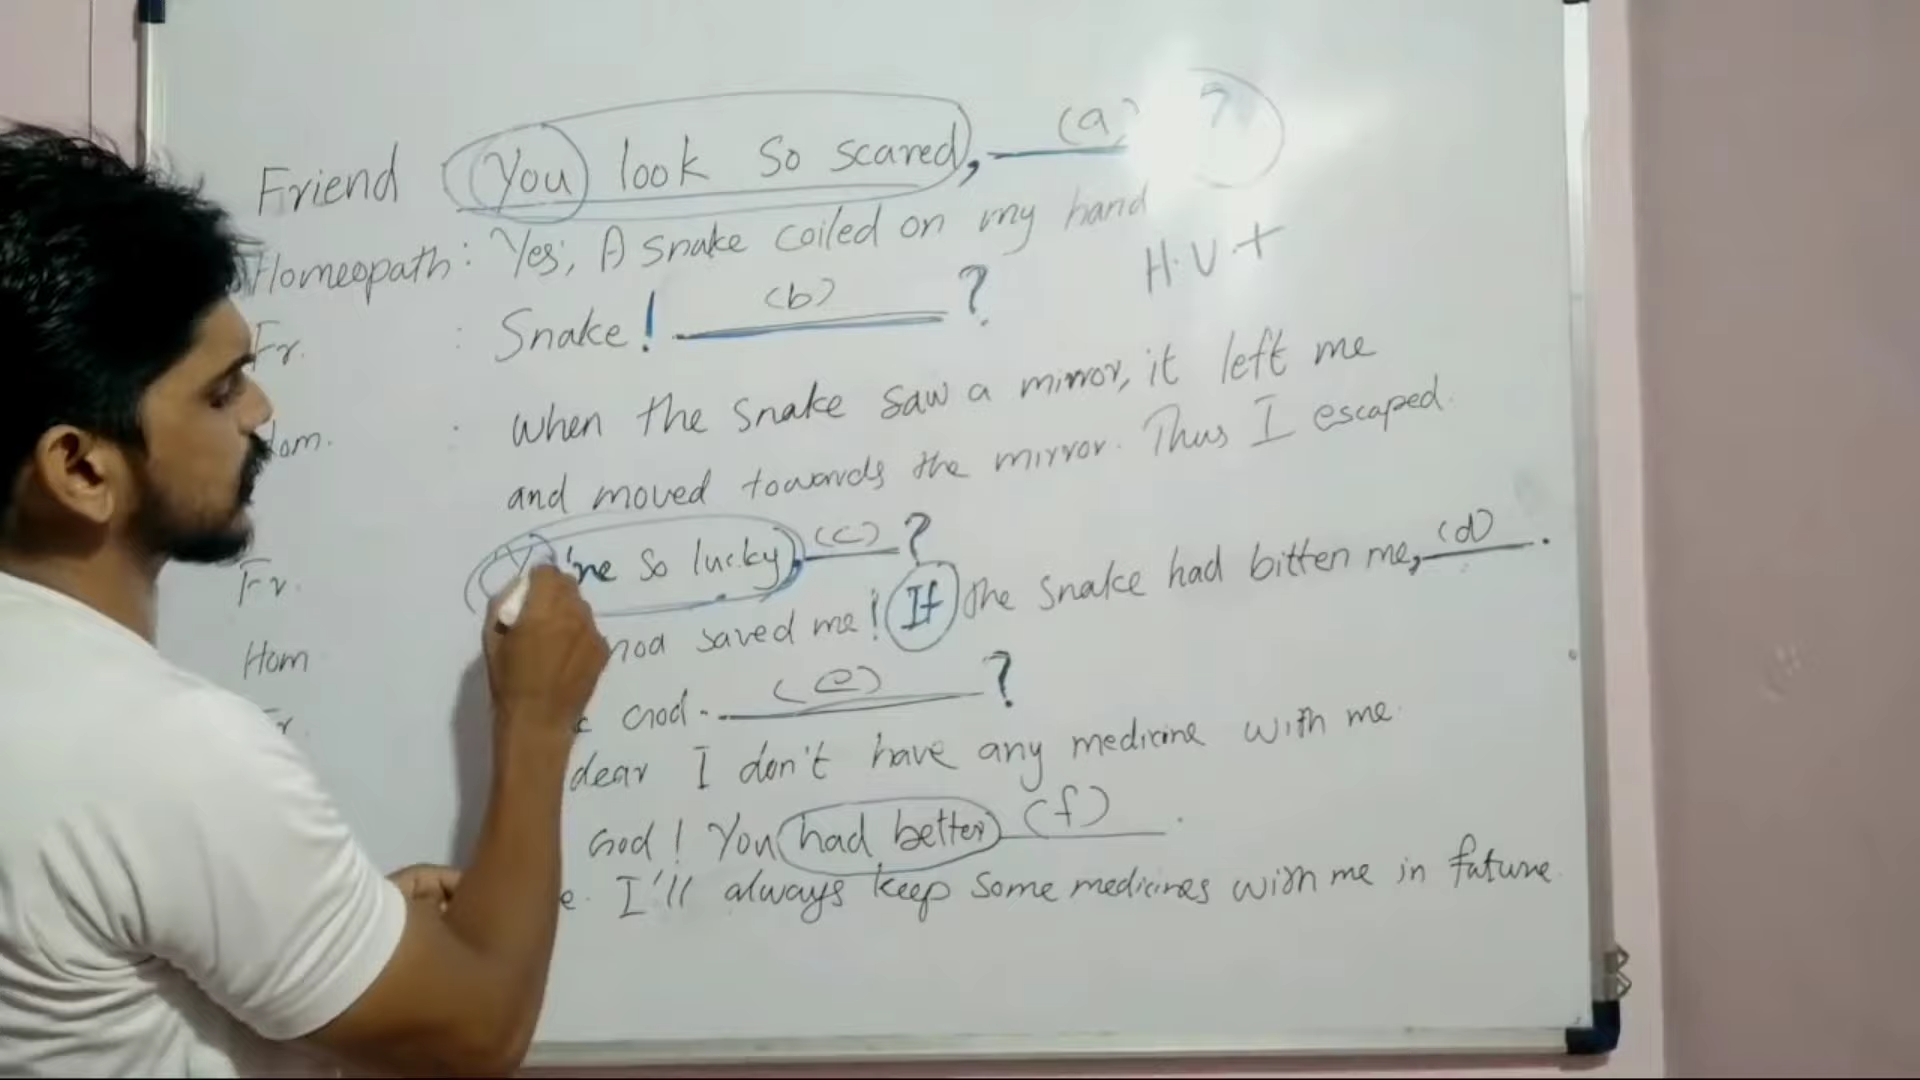 Friend You look so scared, (a) ?
Homeopath: Yes, A snake coiled on my hand
H.V.+
Fr. : Snake! (b) ?
Hom. : When the snake saw a mirror, it left me
and moved towards the mirror. Thus I escaped.
Fr. 're so lucky, (c) ?
Hom saved me! If the snake had bitten me, (d) .
Fr. God. (e) ?
dear I don't have any medicine with me.
God! You had better (f) .
I'll always keep some medicines with me in future.